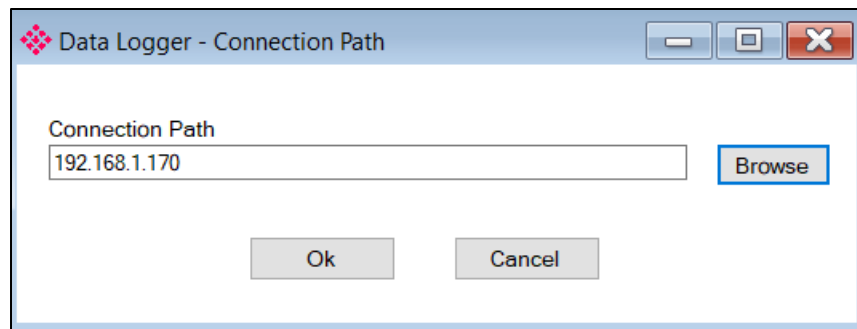 Data Logger - Connection Path
Connection Path
192.168.1.170
Browse
Ok
Cancel